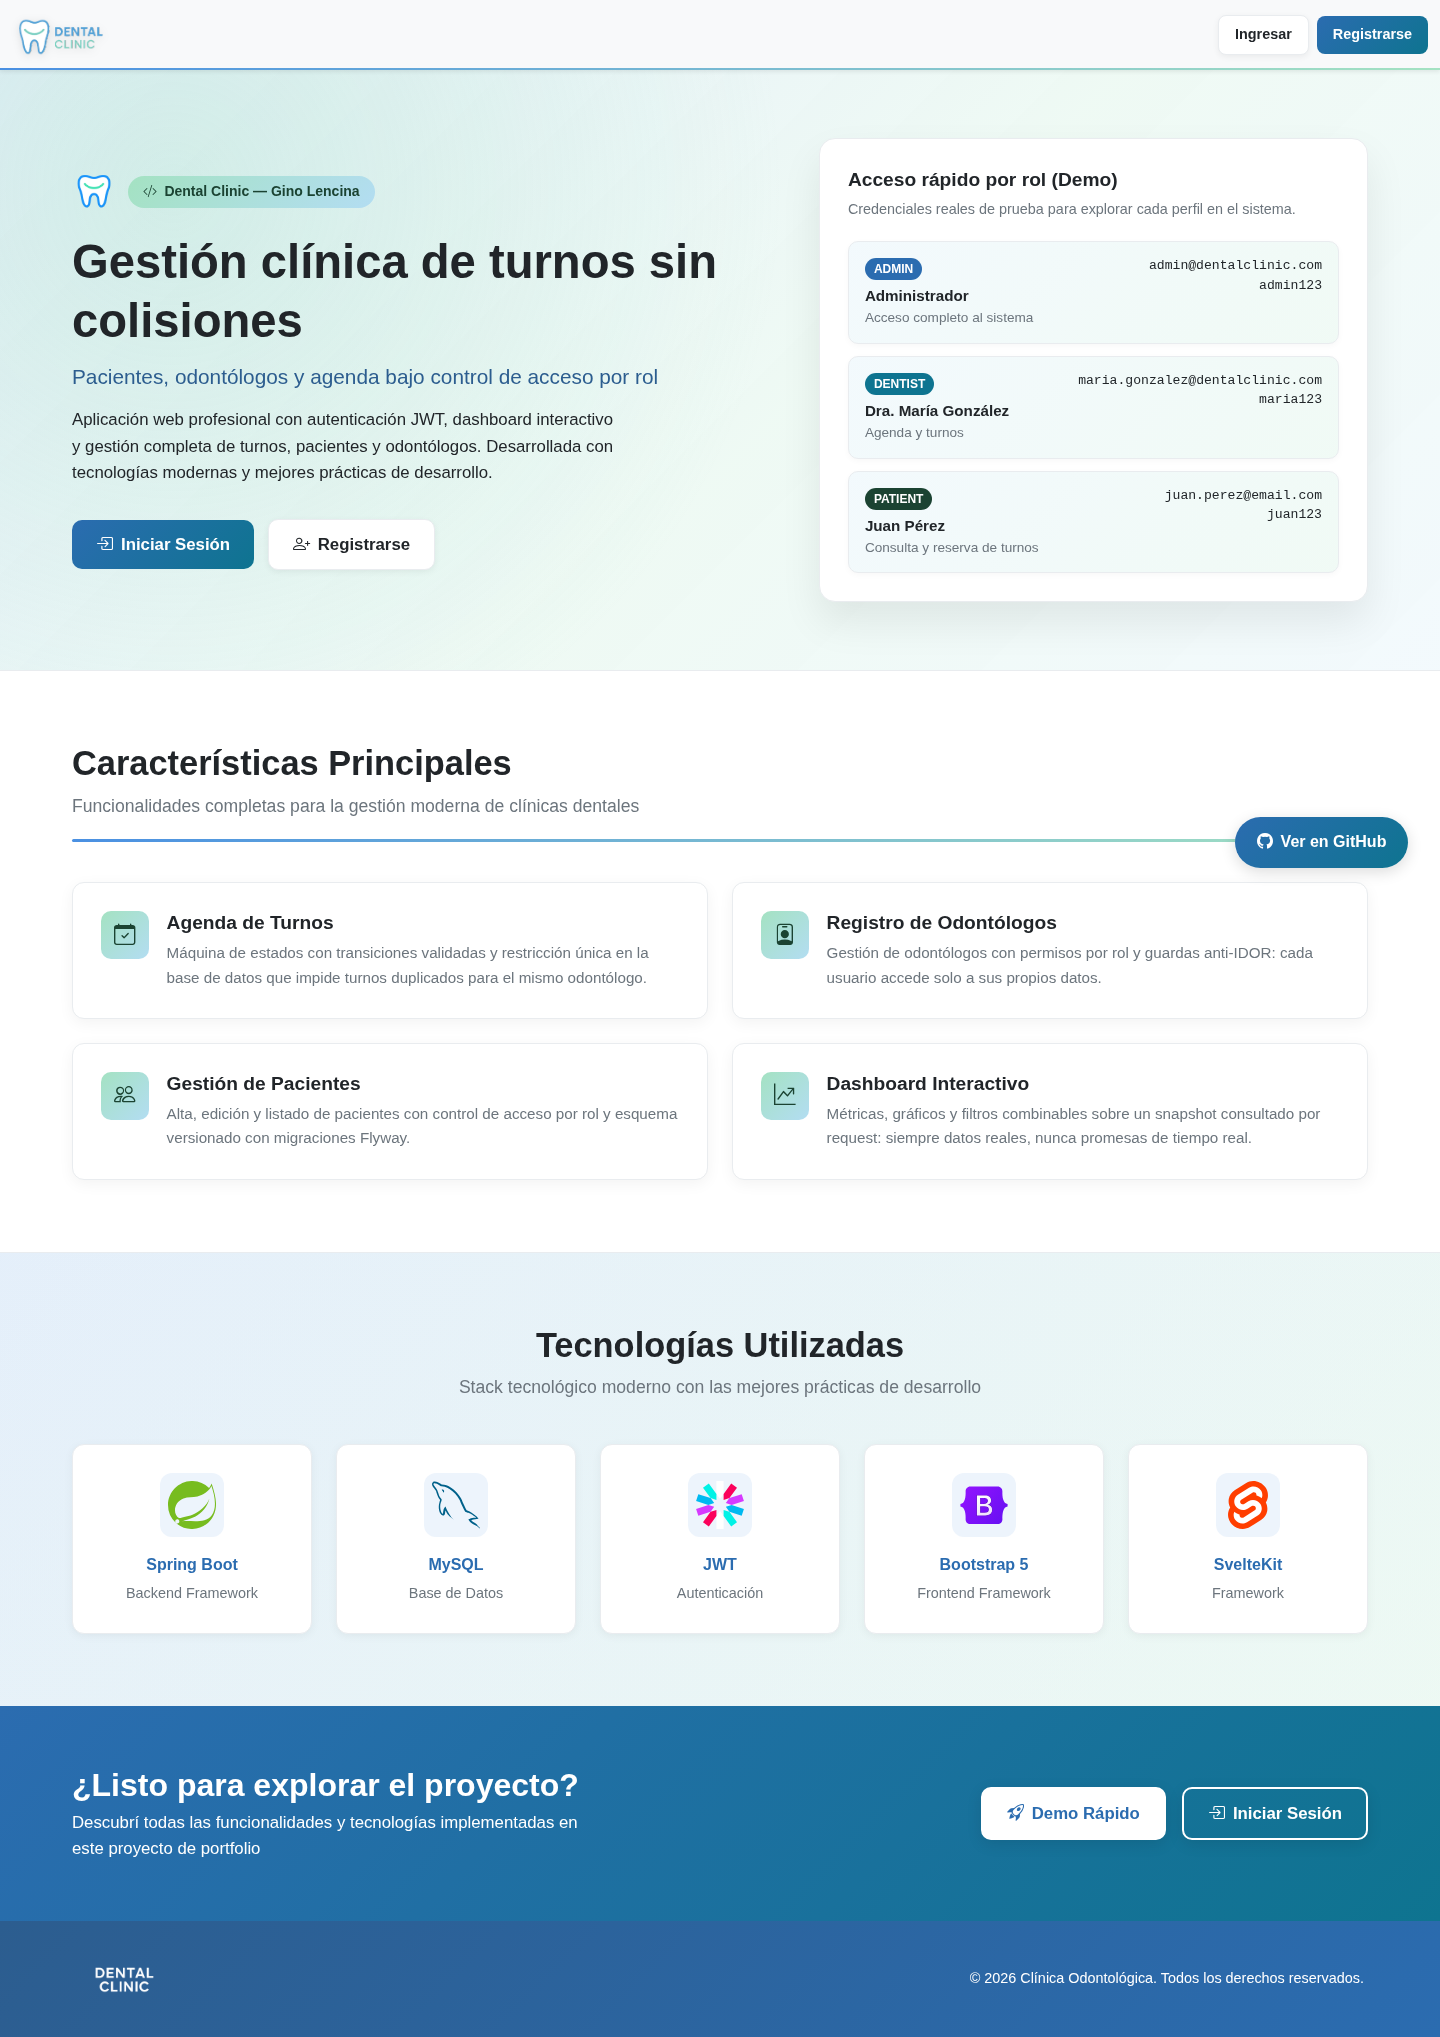 DENTAL
CLINIC
Ingresar
Registrarse
Dental Clinic — Gino Lencina
Gestión clínica de turnos sin
colisiones
Pacientes, odontólogos y agenda bajo control de acceso por rol
Aplicación web profesional con autenticación JWT, dashboard interactivo
y gestión completa de turnos, pacientes y odontólogos. Desarrollada con
tecnologías modernas y mejores prácticas de desarrollo.
Iniciar Sesión
Registrarse
Acceso rápido por rol (Demo)
Credenciales reales de prueba para explorar cada perfil en el sistema.
ADMIN
Administrador
Acceso completo al sistema
admin@dentalclinic.com
admin123
DENTIST
Dra. María González
Agenda y turnos
maria.gonzalez@dentalclinic.com
maria123
PATIENT
Juan Pérez
Consulta y reserva de turnos
juan.perez@email.com
juan123
Características Principales
Funcionalidades completas para la gestión moderna de clínicas dentales
Ver en GitHub
Agenda de Turnos
Máquina de estados con transiciones validadas y restricción única en la
base de datos que impide turnos duplicados para el mismo odontólogo.
Registro de Odontólogos
Gestión de odontólogos con permisos por rol y guardas anti-IDOR: cada
usuario accede solo a sus propios datos.
Gestión de Pacientes
Alta, edición y listado de pacientes con control de acceso por rol y esquema
versionado con migraciones Flyway.
Dashboard Interactivo
Métricas, gráficos y filtros combinables sobre un snapshot consultado por
request: siempre datos reales, nunca promesas de tiempo real.
Tecnologías Utilizadas
Stack tecnológico moderno con las mejores prácticas de desarrollo
Spring Boot
Backend Framework
MySQL
Base de Datos
JWT
Autenticación
B
Bootstrap 5
Frontend Framework
SvelteKit
Framework
¿Listo para explorar el proyecto?
Descubrí todas las funcionalidades y tecnologías implementadas en
este proyecto de portfolio
Demo Rápido
Iniciar Sesión
DENTAL
CLINIC
© 2026 Clínica Odontológica. Todos los derechos reservados.